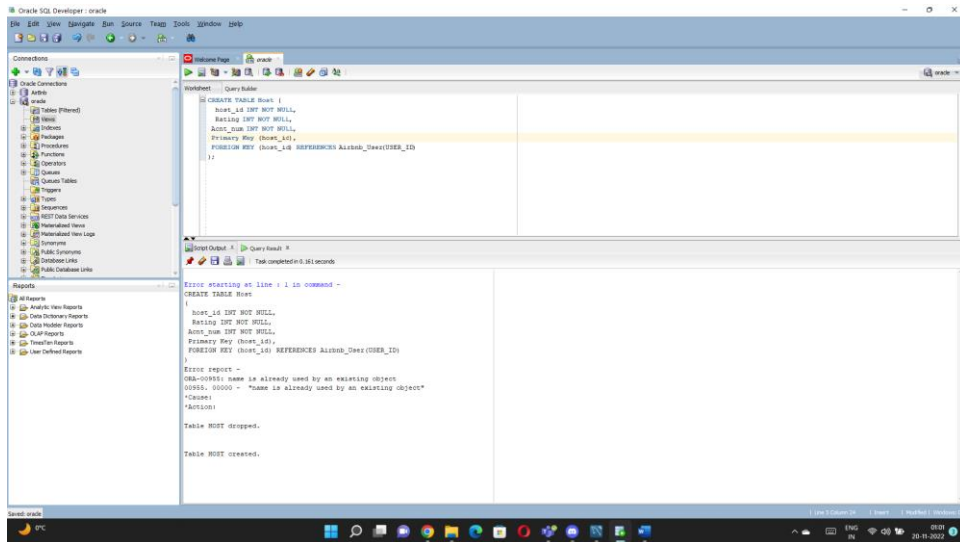 Oracle SQL Developer : oracle
File Edit View Navigate Run Source Team Tools Window Help
Connections
Welcome Page
oracle
oracle
Worksheet Query Builder
Oracle Connections
Airbnb
oracle
Tables (Filtered)
Views
Indexes
Packages
Procedures
Functions
Operators
Queues
Queues Tables
Triggers
Types
Sequences
REST Data Services
Materialized Views
Materialized View Logs
Synonyms
Public Synonyms
Database Links
Public Database Links
CREATE TABLE Host (
host_id INT NOT NULL,
Rating INT NOT NULL,
Acnt_num INT NOT NULL,
Primary Key (host_id),
FOREIGN KEY (host_id) REFERENCES Airbnb_User(USER_ID)
);
Script Output × Query Result ×
Task completed in 0.161 seconds
Reports
All Reports
Analytic View Reports
Data Dictionary Reports
Data Modeler Reports
OLAP Reports
TimesTen Reports
User Defined Reports
Error starting at line : 1 in command -
CREATE TABLE Host
(
host_id INT NOT NULL,
Rating INT NOT NULL,
Acnt_num INT NOT NULL,
Primary Key (host_id),
FOREIGN KEY (host_id) REFERENCES Airbnb_User(USER_ID)
)
Error report -
ORA-00955: name is already used by an existing object
00955. 00000 - "name is already used by an existing object"
*Cause:
*Action:
Table HOST dropped.
Table HOST created.
Saved: oracle
Line 5 Column 24 | Insert | Modified | Windows:
0°C
ENG
IN
01:01
20-11-2022